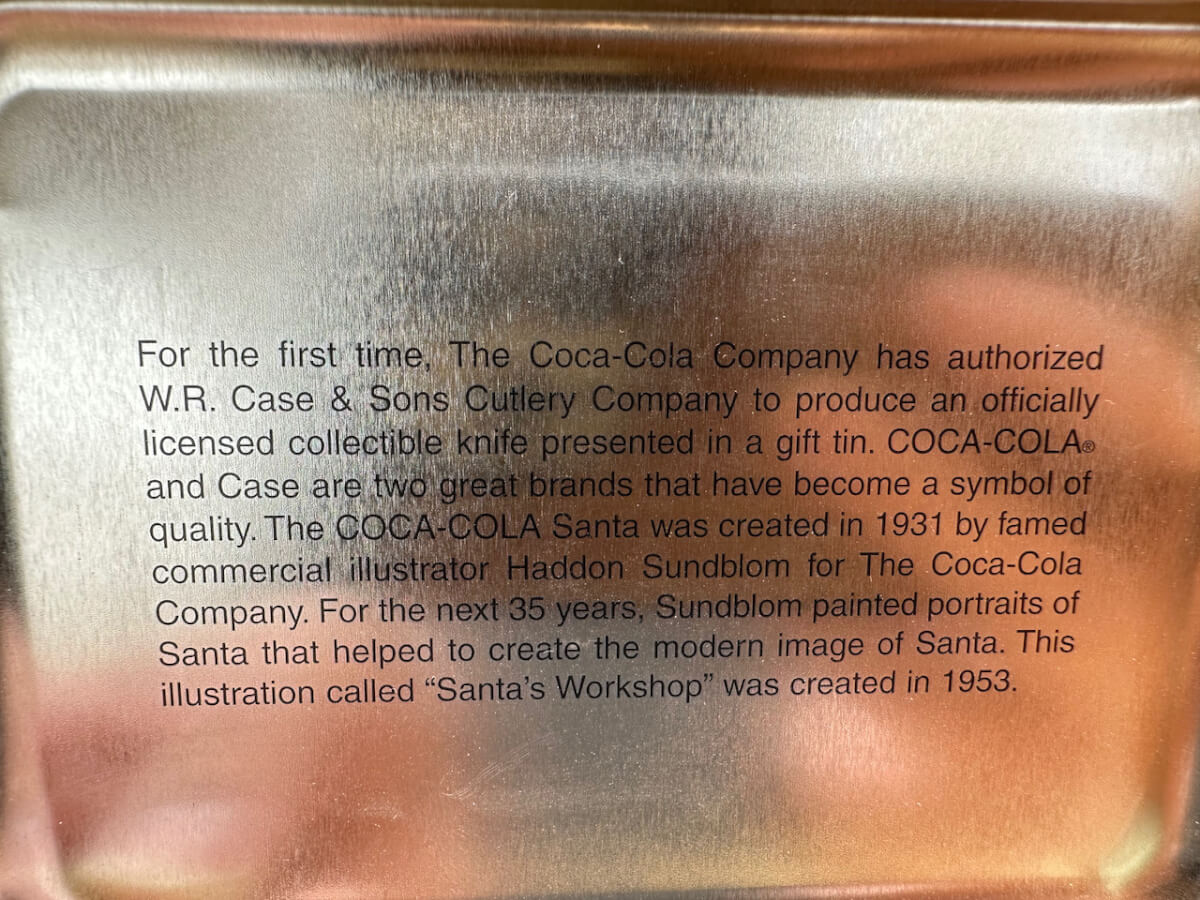 For the first time, The Coca-Cola Company has authorized
W.R. Case & Sons Cutlery Company to produce an officially
licensed collectible knife presented in a gift tin. COCA-COLA®
and Case are two great brands that have become a symbol of
quality. The COCA-COLA Santa was created in 1931 by famed
commercial illustrator Haddon Sundblom for The Coca-Cola
Company. For the next 35 years, Sundblom painted portraits of
Santa that helped to create the modern image of Santa. This
illustration called “Santa’s Workshop” was created in 1953.